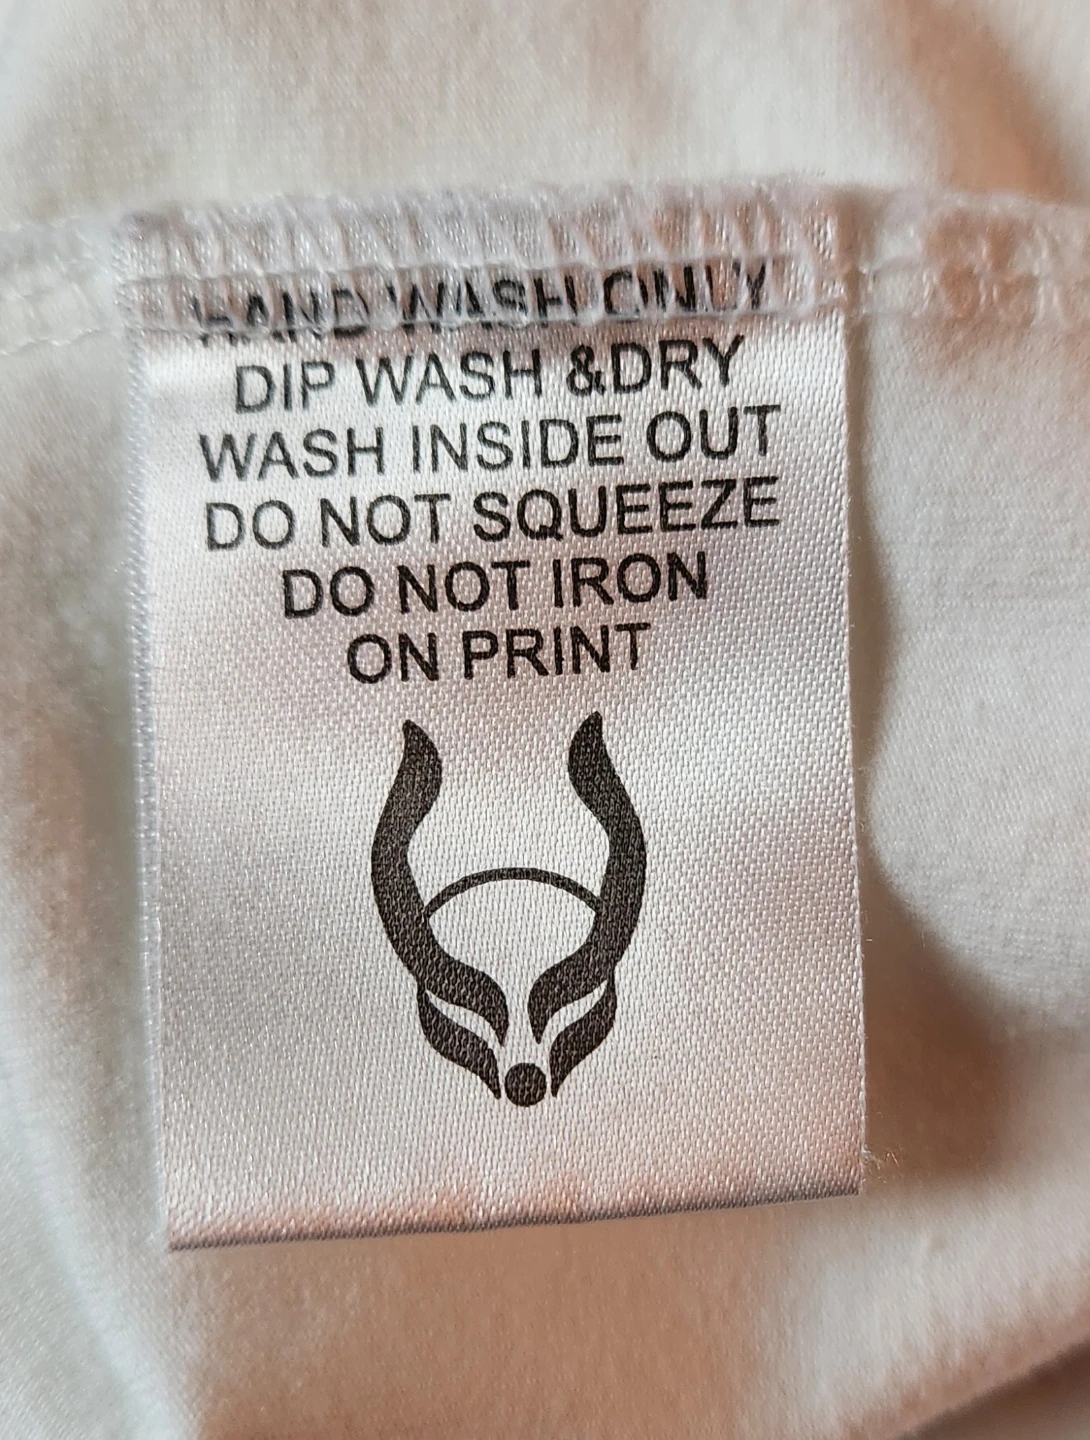 HAND WASH ONLY
DIP WASH &DRY
WASH INSIDE OUT
DO NOT SQUEEZE
DO NOT IRON
ON PRINT